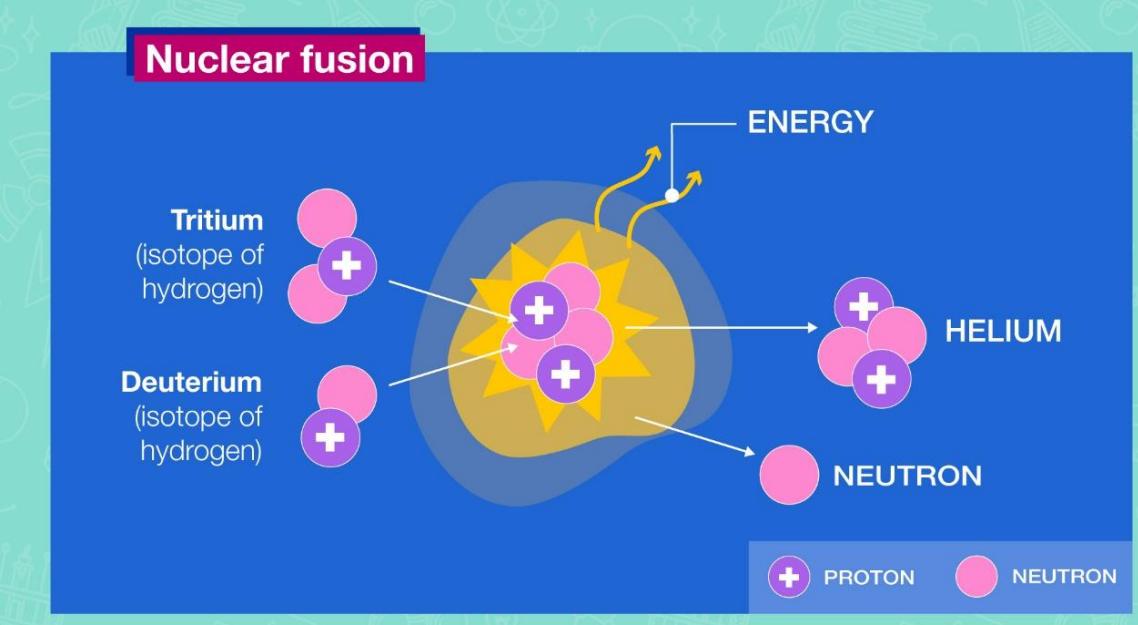 Nuclear fusion
ENERGY
Tritium
(isotope of
hydrogen)
Deuterium
(isotope of
hydrogen)
HELIUM
NEUTRON
PROTON
NEUTRON